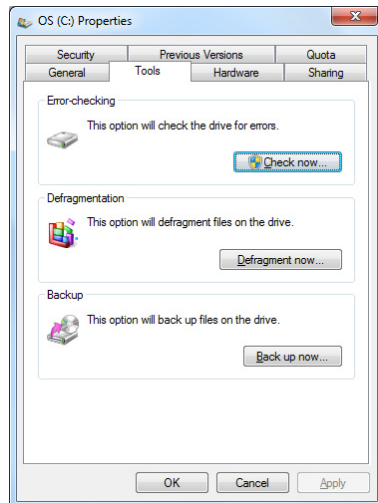 OS (C:) Properties
Security Previous Versions Quota
General Tools Hardware Sharing
Error-checking
This option will check the drive for errors.
Check now...
Defragmentation
This option will defragment files on the drive.
Defragment now...
Backup
This option will back up files on the drive.
Back up now...
OK Cancel Apply